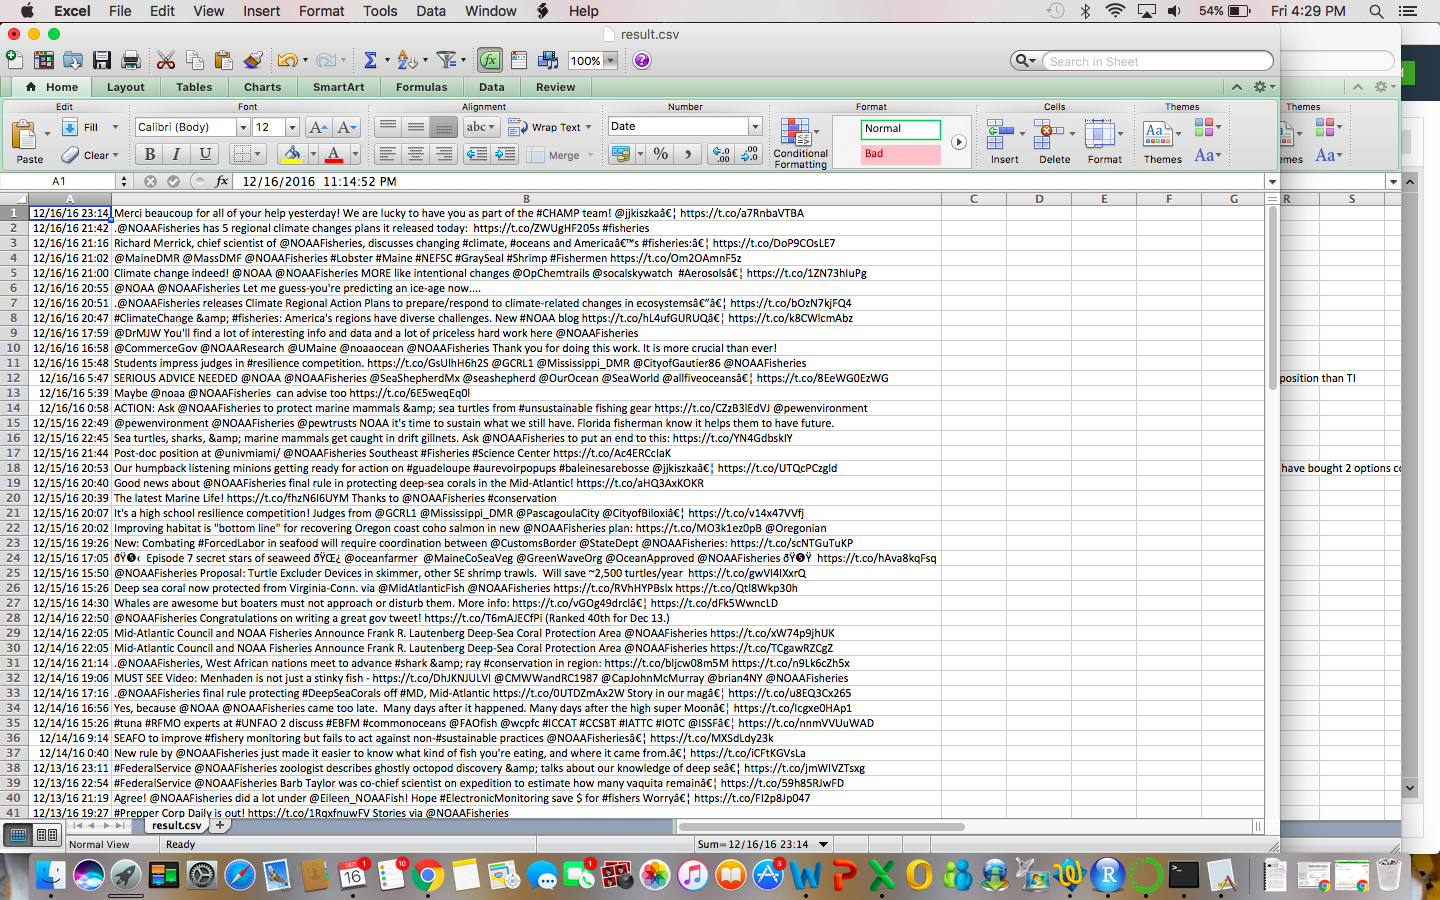 Excel File Edit View Insert Format Tools Data Window Help 54% Fri 4:29 PM
result.csv
100% Search in Sheet
Home Layout Tables Charts SmartArt Formulas Data Review
Edit Font Alignment Number Format Cells Themes Themes
Fill Calibri (Body) 12 abc Wrap Text Date Normal
Paste Clear B I U A Merge % Conditional Formatting Bad Insert Delete Format Themes Aa
A1 fx 12/16/2016 11:14:52 PM
A B C D E F G R S
1 12/16/16 23:14 Merci beaucoup for all of your help yesterday! We are lucky to have you as part of the #CHAMP team! @jjkiszkaâ€¦ https://t.co/a7RnbaVTBA
2 12/16/16 21:42 .@NOAAFisheries has 5 regional climate changes plans it released today: https://t.co/ZWUgHF205s #fisheries
3 12/16/16 21:16 Richard Merrick, chief scientist of @NOAAFisheries, discusses changing #climate, #oceans and Americaâ€™s #fisheries:â€¦ https://t.co/DoP9COsLE7
4 12/16/16 21:02 @MaineDMR @MassDMF @NOAAFisheries #Lobster #Maine #NEFSC #GraySeal #Shrimp #Fishermen https://t.co/Om2OAmnF5z
5 12/16/16 21:00 Climate change indeed! @NOAA @NOAAFisheries MORE like intentional changes @OpChemtrails @socalskywatch #Aerosolsâ€¦ https://t.co/1ZN73hIuPg
6 12/16/16 20:55 @NOAA @NOAAFisheries Let me guess-you're predicting an ice-age now....
7 12/16/16 20:51 .@NOAAFisheries releases Climate Regional Action Plans to prepare/respond to climate-related changes in ecosystemsâ€”â€¦ https://t.co/bOzN7kjFQ4
8 12/16/16 20:47 #ClimateChange &amp; #fisheries: America's regions have diverse challenges. New #NOAA blog https://t.co/hL4ufGURUQâ€¦ https://t.co/k8CWlcmAbz
9 12/16/16 17:59 @DrMJW You'll find a lot of interesting info and data and a lot of priceless hard work here @NOAAFisheries
10 12/16/16 16:58 @CommerceGov @NOAAResearch @UMaine @noaaocean @NOAAFisheries Thank you for doing this work. It is more crucial than ever!
11 12/16/16 15:48 Students impress judges in #resilience competition. https://t.co/GsUlhH6h2S @GCRL1 @Mississippi_DMR @CityofGautier86 @NOAAFisheries
12 12/16/16 5:47 SERIOUS ADVICE NEEDED @NOAA @NOAAFisheries @SeaShepherdMx @seashepherd @OurOcean @SeaWorld @allfiveoceansâ€¦ https://t.co/8EeWG0EzWG position than TI
13 12/16/16 5:39 Maybe @noaa @NOAAFisheries can advise too https://t.co/6E5weqEq0l
14 12/16/16 0:58 ACTION: Ask @NOAAFisheries to protect marine mammals &amp; sea turtles from #unsustainable fishing gear https://t.co/CZzB3lEdVJ @pewenvironment
15 12/15/16 22:49 @pewenvironment @NOAAFisheries @pewtrusts NOAA it's time to sustain what we still have. Florida fisherman know it helps them to have future.
16 12/15/16 22:45 Sea turtles, sharks, &amp; marine mammals get caught in drift gillnets. Ask @NOAAFisheries to put an end to this: https://t.co/YN4GdbskIY
17 12/15/16 21:44 Post-doc position at @univmiami/ @NOAAFisheries Southeast #Fisheries #Science Center https://t.co/Ac4ERCcIaK
18 12/15/16 20:53 Our humpback listening minions getting ready for action on #guadeloupe #aurevoirpopups #baleinesarebosse @jjkiszkaâ€¦ https://t.co/UTQcPCzgld have bought 2 options co
19 12/15/16 20:40 Good news about @NOAAFisheries final rule in protecting deep-sea corals in the Mid-Atlantic! https://t.co/aHQ3AxKOKR
20 12/15/16 20:39 The latest Marine Life! https://t.co/fhzN6I6UYM Thanks to @NOAAFisheries #conservation
21 12/15/16 20:07 It's a high school resilience competition! Judges from @GCRL1 @Mississippi_DMR @PascagoulaCity @CityofBiloxiâ€¦ https://t.co/v14x47VVfj
22 12/15/16 20:02 Improving habitat is "bottom line" for recovering Oregon coast coho salmon in new @NOAAFisheries plan: https://t.co/MO3k1ez0pB @Oregonian
23 12/15/16 19:26 New: Combating #ForcedLabor in seafood will require coordination between @CustomsBorder @StateDept @NOAAFisheries: https://t.co/scNTGuTuKP
24 12/15/16 17:05 Episode 7 secret stars of seaweed @oceanfarmer @MaineCoSeaVeg @GreenWaveOrg @OceanApproved @NOAAFisheries https://t.co/hAva8kqFsq
25 12/15/16 15:50 @NOAAFisheries Proposal: Turtle Excluder Devices in skimmer, other SE shrimp trawls. Will save ~2,500 turtles/year https://t.co/gwVl4IXxrQ
26 12/15/16 15:26 Deep sea coral now protected from Virginia-Conn. via @MidAtlanticFish @NOAAFisheries https://t.co/RVhHYPBslx https://t.co/Qtl8Wkp30h
27 12/15/16 14:30 Whales are awesome but boaters must not approach or disturb them. More info: https://t.co/vGOg49drclâ€¦ https://t.co/dFk5WwncLD
28 12/14/16 22:50 @NOAAFisheries Congratulations on writing a great gov tweet! https://t.co/T6mAJECfPi (Ranked 40th for Dec 13.)
29 12/14/16 22:05 Mid-Atlantic Council and NOAA Fisheries Announce Frank R. Lautenberg Deep-Sea Coral Protection Area @NOAAFisheries https://t.co/xW74p9jhUK
30 12/14/16 22:05 Mid-Atlantic Council and NOAA Fisheries Announce Frank R. Lautenberg Deep-Sea Coral Protection Area @NOAAFisheries https://t.co/TCgawRZCgZ
31 12/14/16 21:14 .@NOAAFisheries, West African nations meet to advance #shark &amp; ray #conservation in region: https://t.co/bljcw08m5M https://t.co/n9Lk6cZh5x
32 12/14/16 19:06 MUST SEE Video: Menhaden is not just a stinky fish - https://t.co/DhJKNJULVl @CMWWandRC1987 @CapJohnMcMurray @brian4NY @NOAAFisheries
33 12/14/16 17:16 .@NOAAFisheries final rule protecting #DeepSeaCorals off #MD, Mid-Atlantic https://t.co/0UTDZmAx2W Story in our magâ€¦ https://t.co/u8EQ3Cx265
34 12/14/16 16:56 Yes, because @NOAA @NOAAFisheries came too late. Many days after it happened. Many days after the high super Moonâ€¦ https://t.co/Icgxe0HAp1
35 12/14/16 15:26 #tuna #RFMO experts at #UNFAO 2 discuss #EBFM #commonoceans @FAOfish @wcpfc #ICCAT #CCSBT #IATTC #IOTC @ISSFâ€¦ https://t.co/nnmVVUuWAD
36 12/14/16 9:14 SEAFO to improve #fishery monitoring but fails to act against non-#sustainable practices @NOAAFisheriesâ€¦ https://t.co/MXSdLdy23k
37 12/14/16 0:40 New rule by @NOAAFisheries just made it easier to know what kind of fish you're eating, and where it came from.â€¦ https://t.co/iCFtKGVsLa
38 12/13/16 23:11 #FederalService @NOAAFisheries zoologist describes ghostly octopod discovery &amp; talks about our knowledge of deep seâ€¦ https://t.co/jmWIVZTsxg
39 12/13/16 22:54 #FederalService @NOAAFisheries Barb Taylor was co-chief scientist on expedition to estimate how many vaquita remainâ€¦ https://t.co/59h85RJwFD
40 12/13/16 21:19 Agree! @NOAAFisheries did a lot under @Eileen_NOAAFish! Hope #ElectronicMonitoring save $ for #fishers Worryâ€¦ https://t.co/FI2p8Jp047
41 12/13/16 19:27 #Prepper Corp Daily is out! https://t.co/1RqxfnuwFV Stories via @NOAAFisheries
result.csv
Normal View Ready Sum=12/16/16 23:14
DEC 16 1 10 1 3